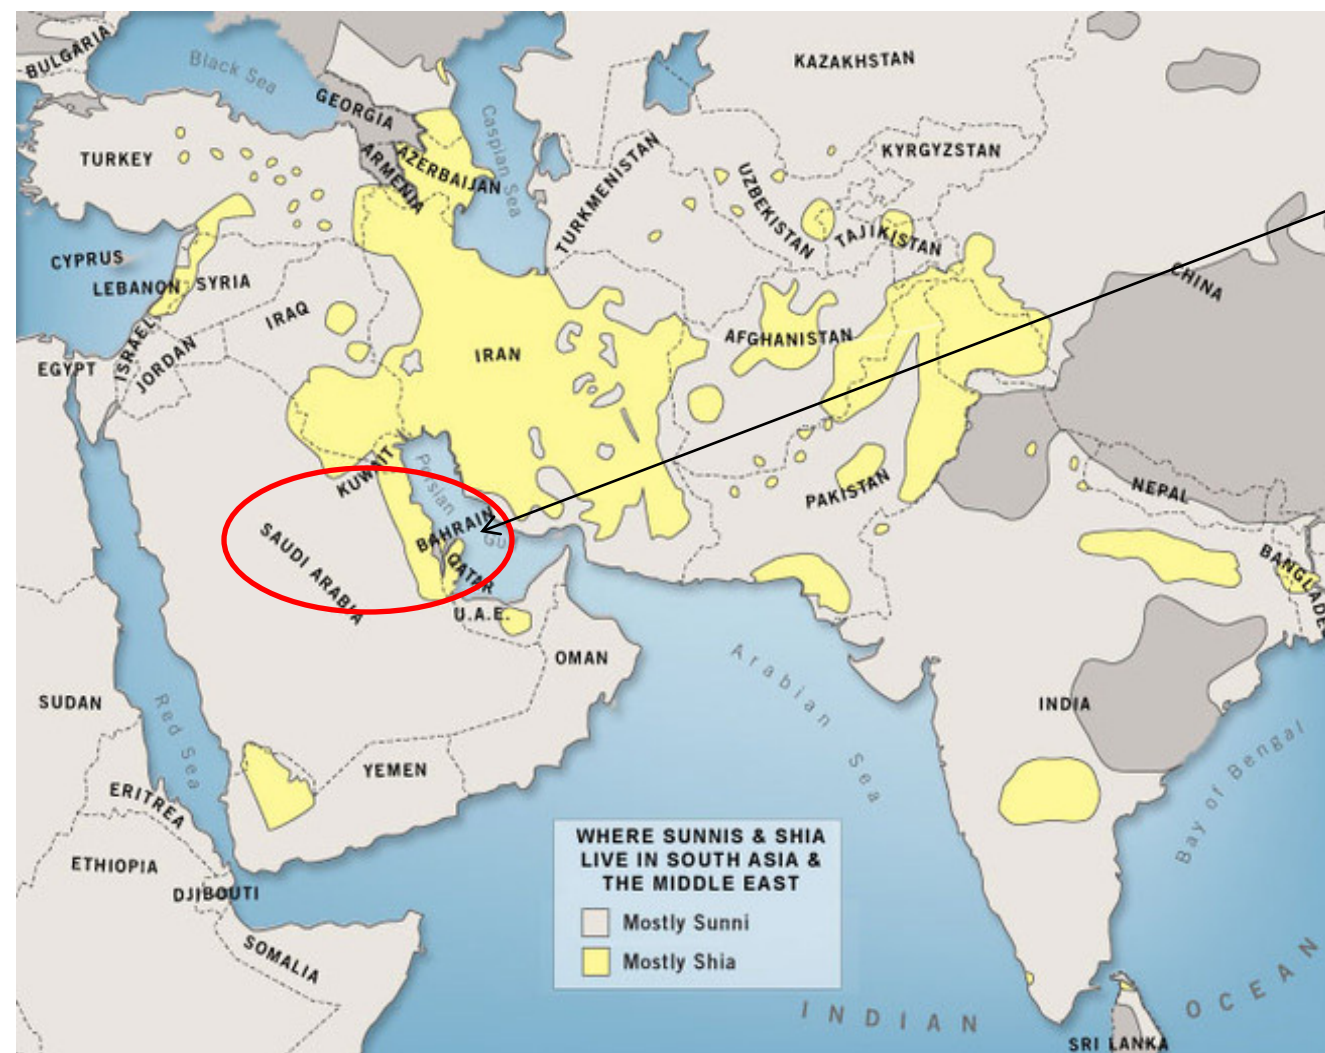 BULGARIA
Black Sea
GEORGIA
KAZAKHSTAN
TURKEY
ARMENIA
AZERBAIJAN
Caspian Sea
TURKMENISTAN
UZBEKISTAN
KYRGYZSTAN
TAJIKISTAN
CHINA
CYPRUS
LEBANON
SYRIA
IRAQ
IRAN
AFGHANISTAN
EGYPT
ISRAEL
JORDAN
KUWAIT
Persian
Gu
PAKISTAN
NEPAL
BANGLADE
SAUDI ARABIA
BAHRAIN
QATAR
U.A.E.
OMAN
SUDAN
Red Sea
Arabian Sea
INDIA
Bay of Bengal
YEMEN
ERITREA
ETHIOPIA
DJIBOUTI
SOMALIA
WHERE SUNNIS & SHIA
LIVE IN SOUTH ASIA &
THE MIDDLE EAST
Mostly Sunni
Mostly Shia
INDIAN OCEAN
SRI LANKA